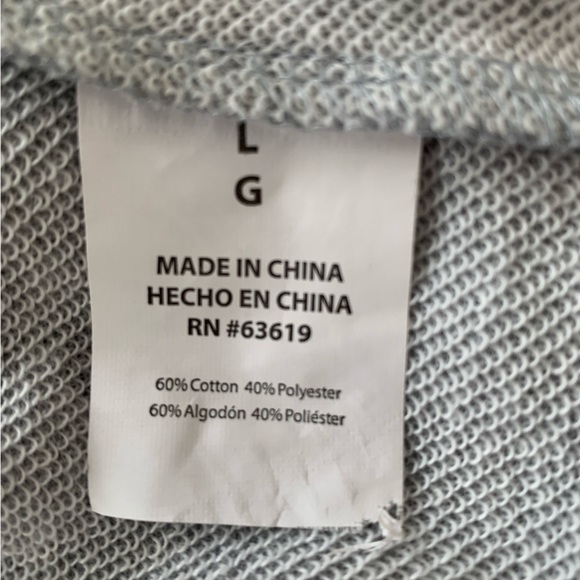 L
G
MADE IN CHINA
HECHO EN CHINA
RN #63619
60% Cotton 40% Polyester
60% Algodón 40% Poliéster